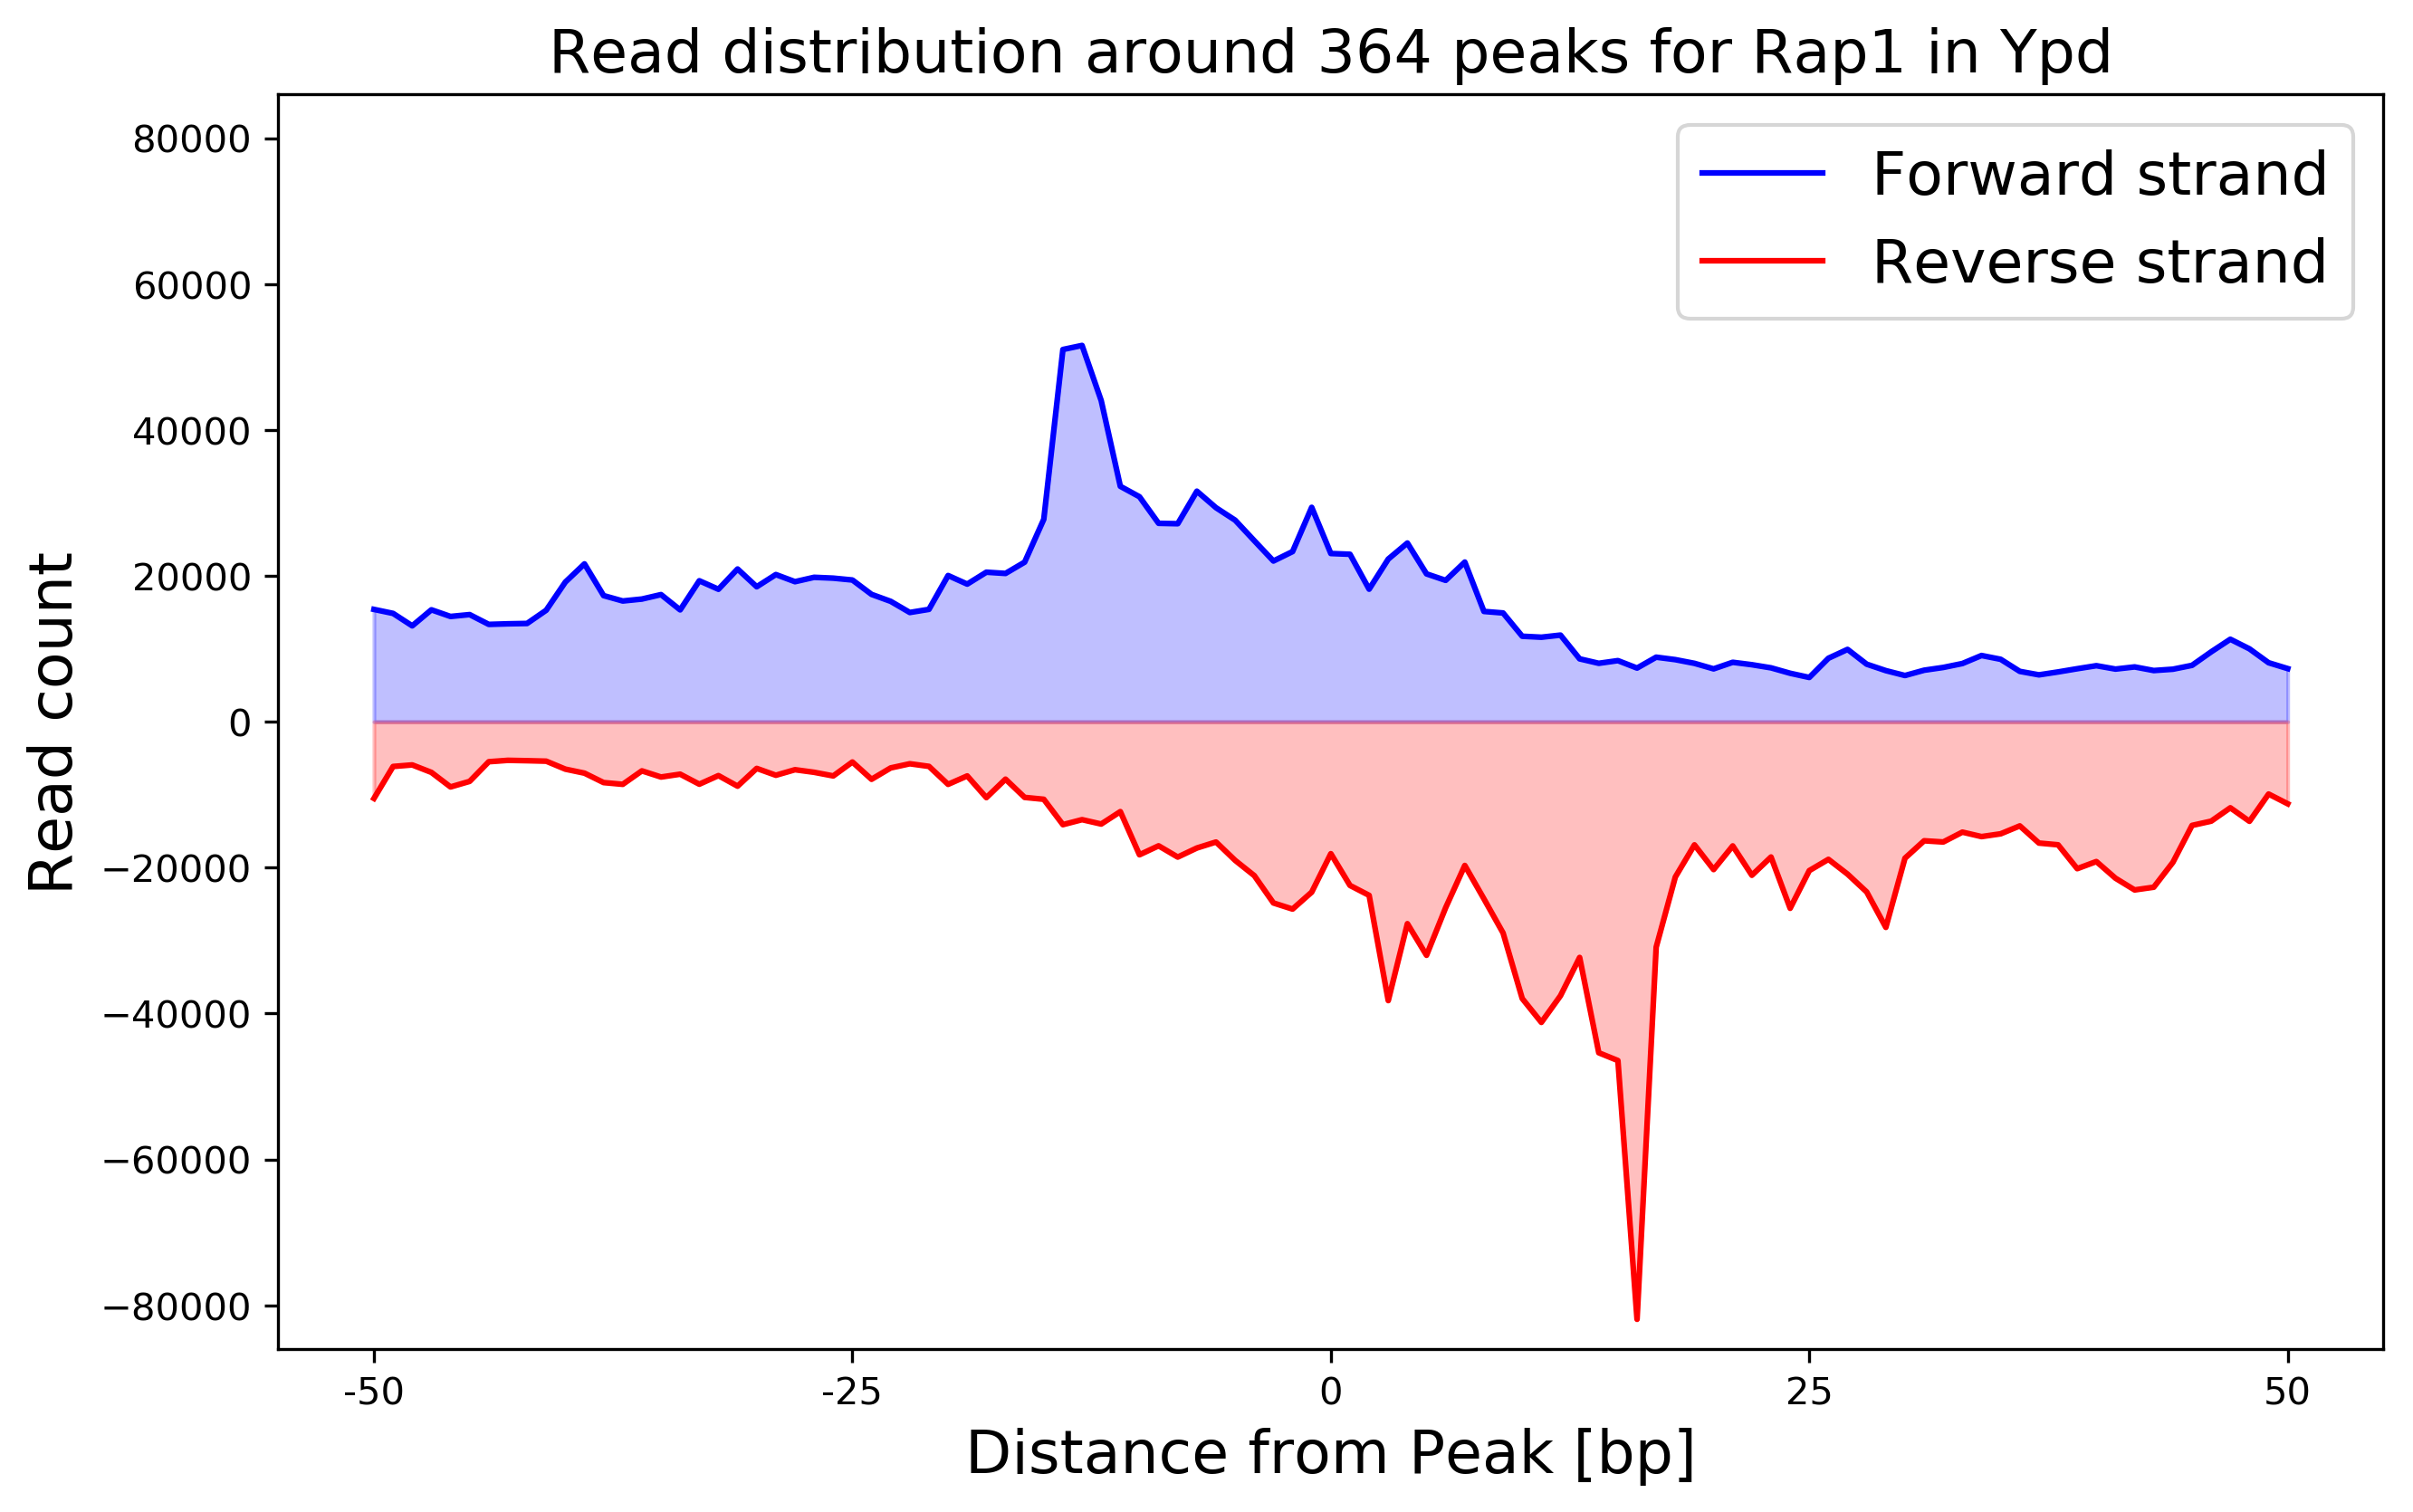 Read distribution around 364 peaks for Rap1 in Ypd
Forward strand
Reverse strand
Read count
80000
60000
40000
20000
0
−20000
−40000
−60000
−80000
-50
-25
0
25
50
Distance from Peak [bp]